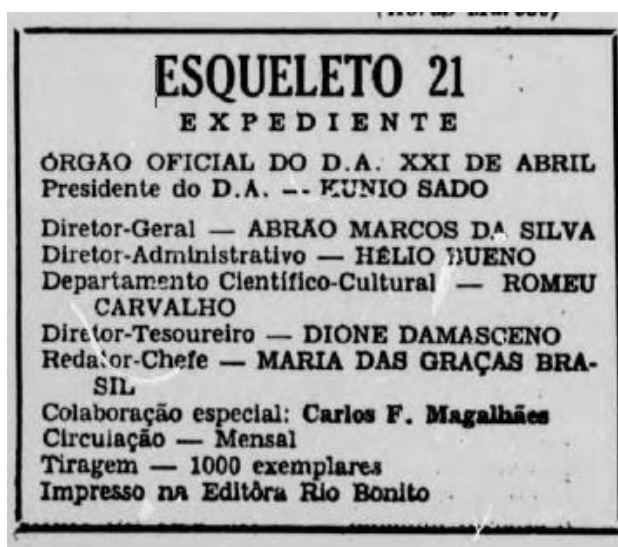 ESQUELETO 21
EXPEDIENTE
ÓRGÃO OFICIAL DO D.A. XXI DE ABRIL
Presidente do D.A. –- KUNIO SADO
Diretor-Geral — ABRÃO MARCOS DA SILVA
Diretor-Administrativo — HÉLIO BUENO
Departamento Científico-Cultural — ROMEU
CARVALHO
Diretor-Tesoureiro — DIONE DAMASCENO
Redator-Chefe — MARIA DAS GRAÇAS BRA-
SIL
Colaboração especial: Carlos F. Magalhães
Circulação — Mensal
Tiragem — 1000 exemplares
Impresso na Editôra Rio Bonito